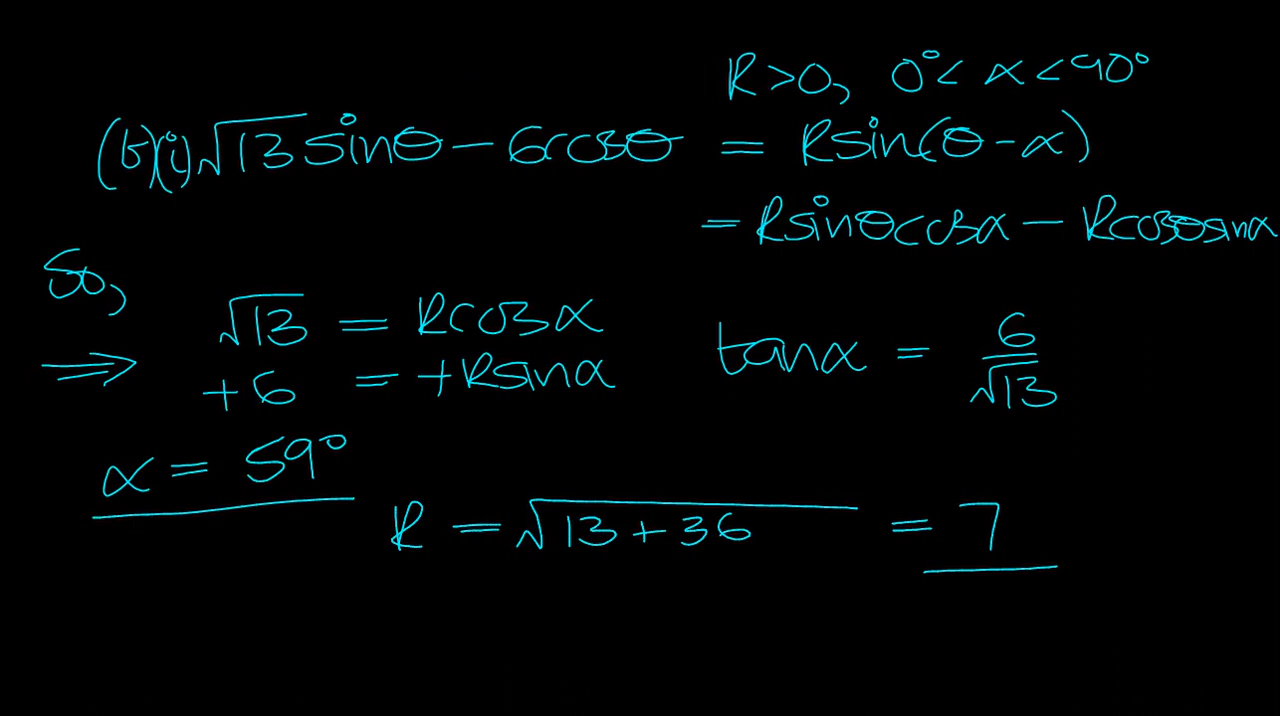 R>0, 0°< α <90°
(b)(i) √13 sinθ − 6cosθ = Rsin(θ−α)
= Rsinθcosα − Rcosθsinα
So,
√13 = Rcosα
⇒ tanα = 6/√13
+6 = +Rsinα
α = 59°
R = √13+36 = 7